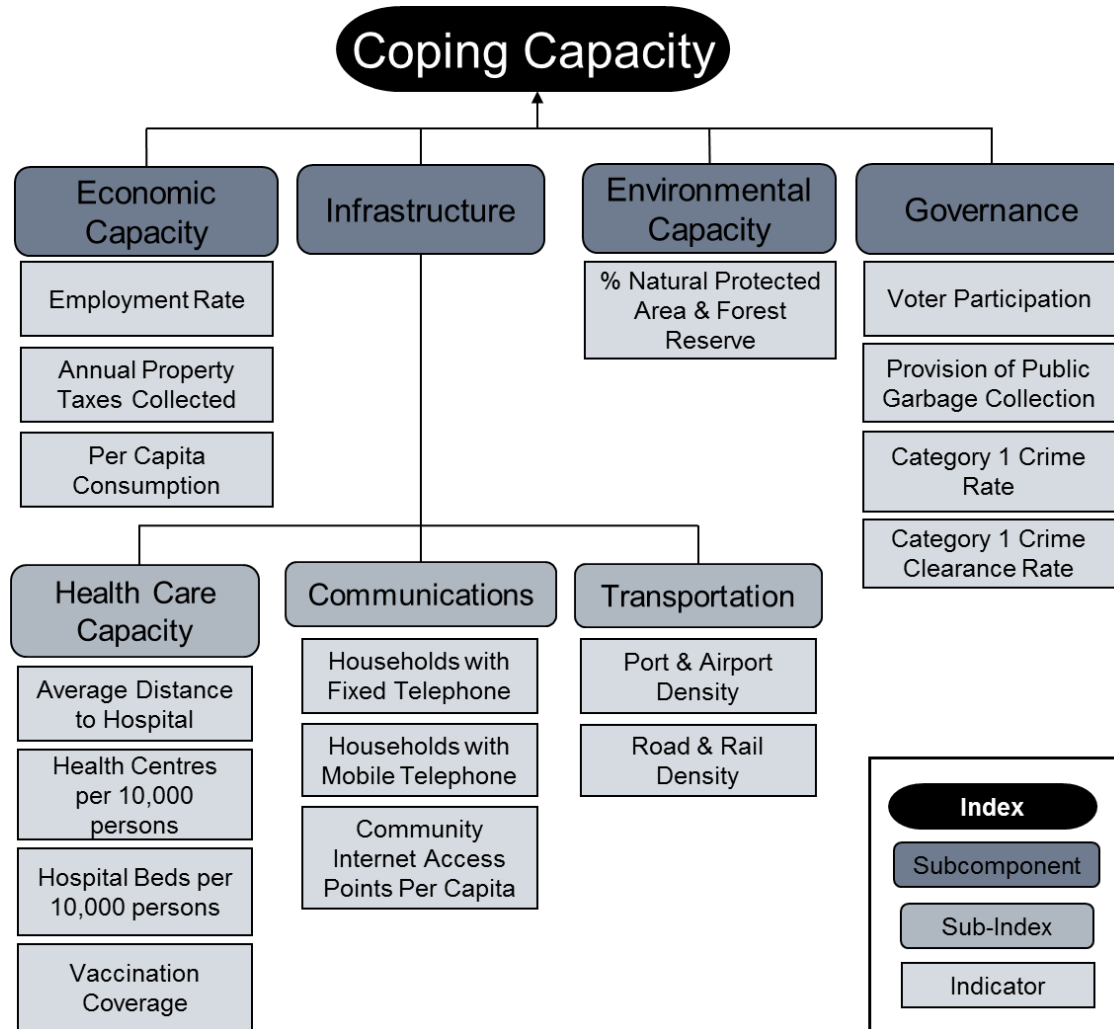 Coping Capacity
Economic
Capacity
Infrastructure
Environmental
Capacity
Governance
Employment Rate
Annual Property
Taxes Collected
Per Capita
Consumption
% Natural Protected
Area & Forest
Reserve
Voter Participation
Provision of Public
Garbage Collection
Category 1 Crime
Rate
Category 1 Crime
Clearance Rate
Health Care
Capacity
Average Distance
to Hospital
Health Centres
per 10,000
persons
Hospital Beds per
10,000 persons
Vaccination
Coverage
Communications
Households with
Fixed Telephone
Households with
Mobile Telephone
Community
Internet Access
Points Per Capita
Transportation
Port & Airport
Density
Road & Rail
Density
Index
Subcomponent
Sub-Index
Indicator